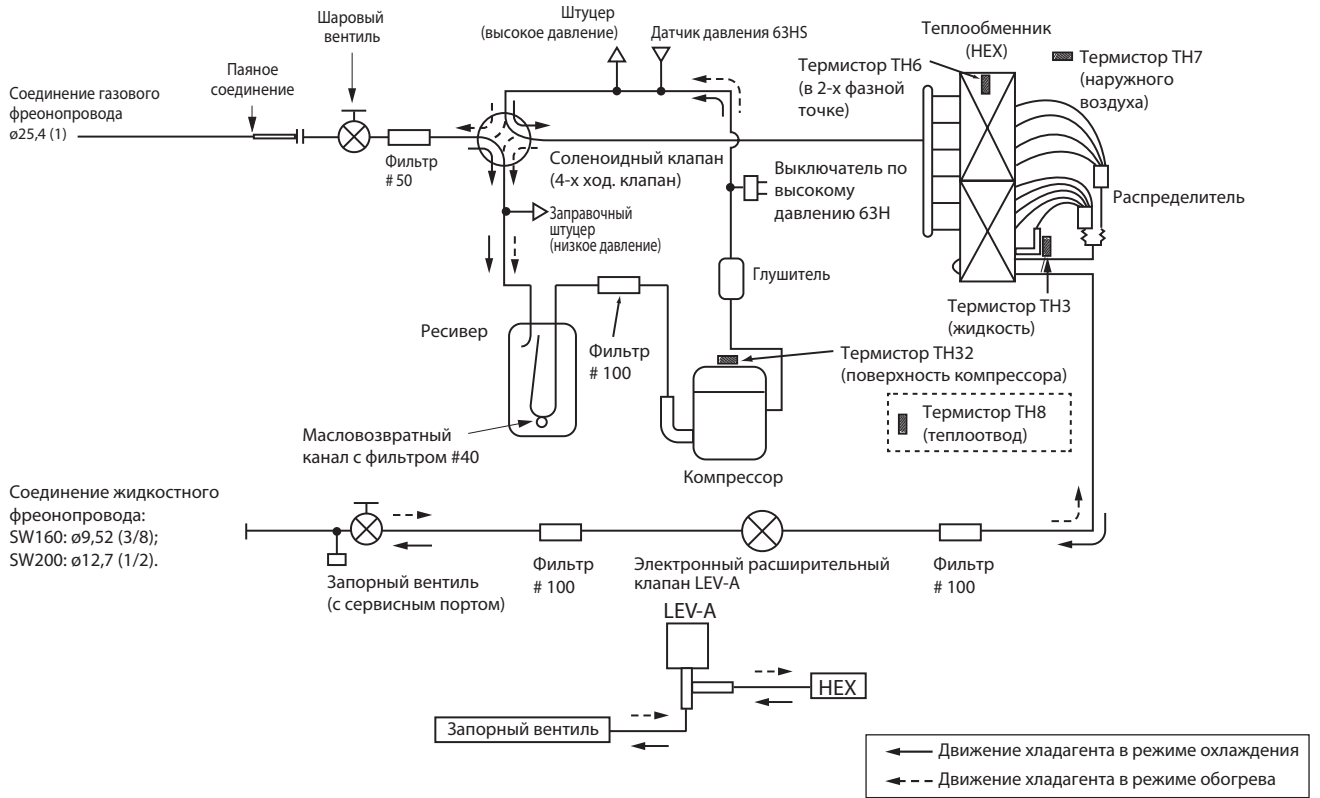 Штуцер
(высокое давление)
Датчик давления 63HS
Шаровый
вентиль
Теплообменник
(HEX)
Термистор TH7
(наружного
воздуха)
Термистор TH6
(в 2-х фазной
точке)
Паяное
соединение
Соединение газового
фреонопровода
ø25,4 (1)
Фильтр
# 50
Соленоидный клапан
(4-х ход. клапан)
Выключатель по
высокому
давлению 63H
Распределитель
Заправочный
штуцер
(низкое давление)
Глушитель
Термистор TH3
(жидкость)
Ресивер
Фильтр
# 100
Термистор TH32
(поверхность компрессора)
Термистор TH8
(теплоотвод)
Масловозвратный
канал с фильтром #40
Компрессор
Соединение жидкостного
фреонопровода:
SW160: ø9,52 (3/8);
SW200: ø12,7 (1/2).
Запорный вентиль
(с сервисным портом)
Фильтр
# 100
Электронный расширительный
клапан LEV-A
Фильтр
# 100
LEV-A
HEX
Запорный вентиль
Движение хладагента в режиме охлаждения
Движение хладагента в режиме обогрева